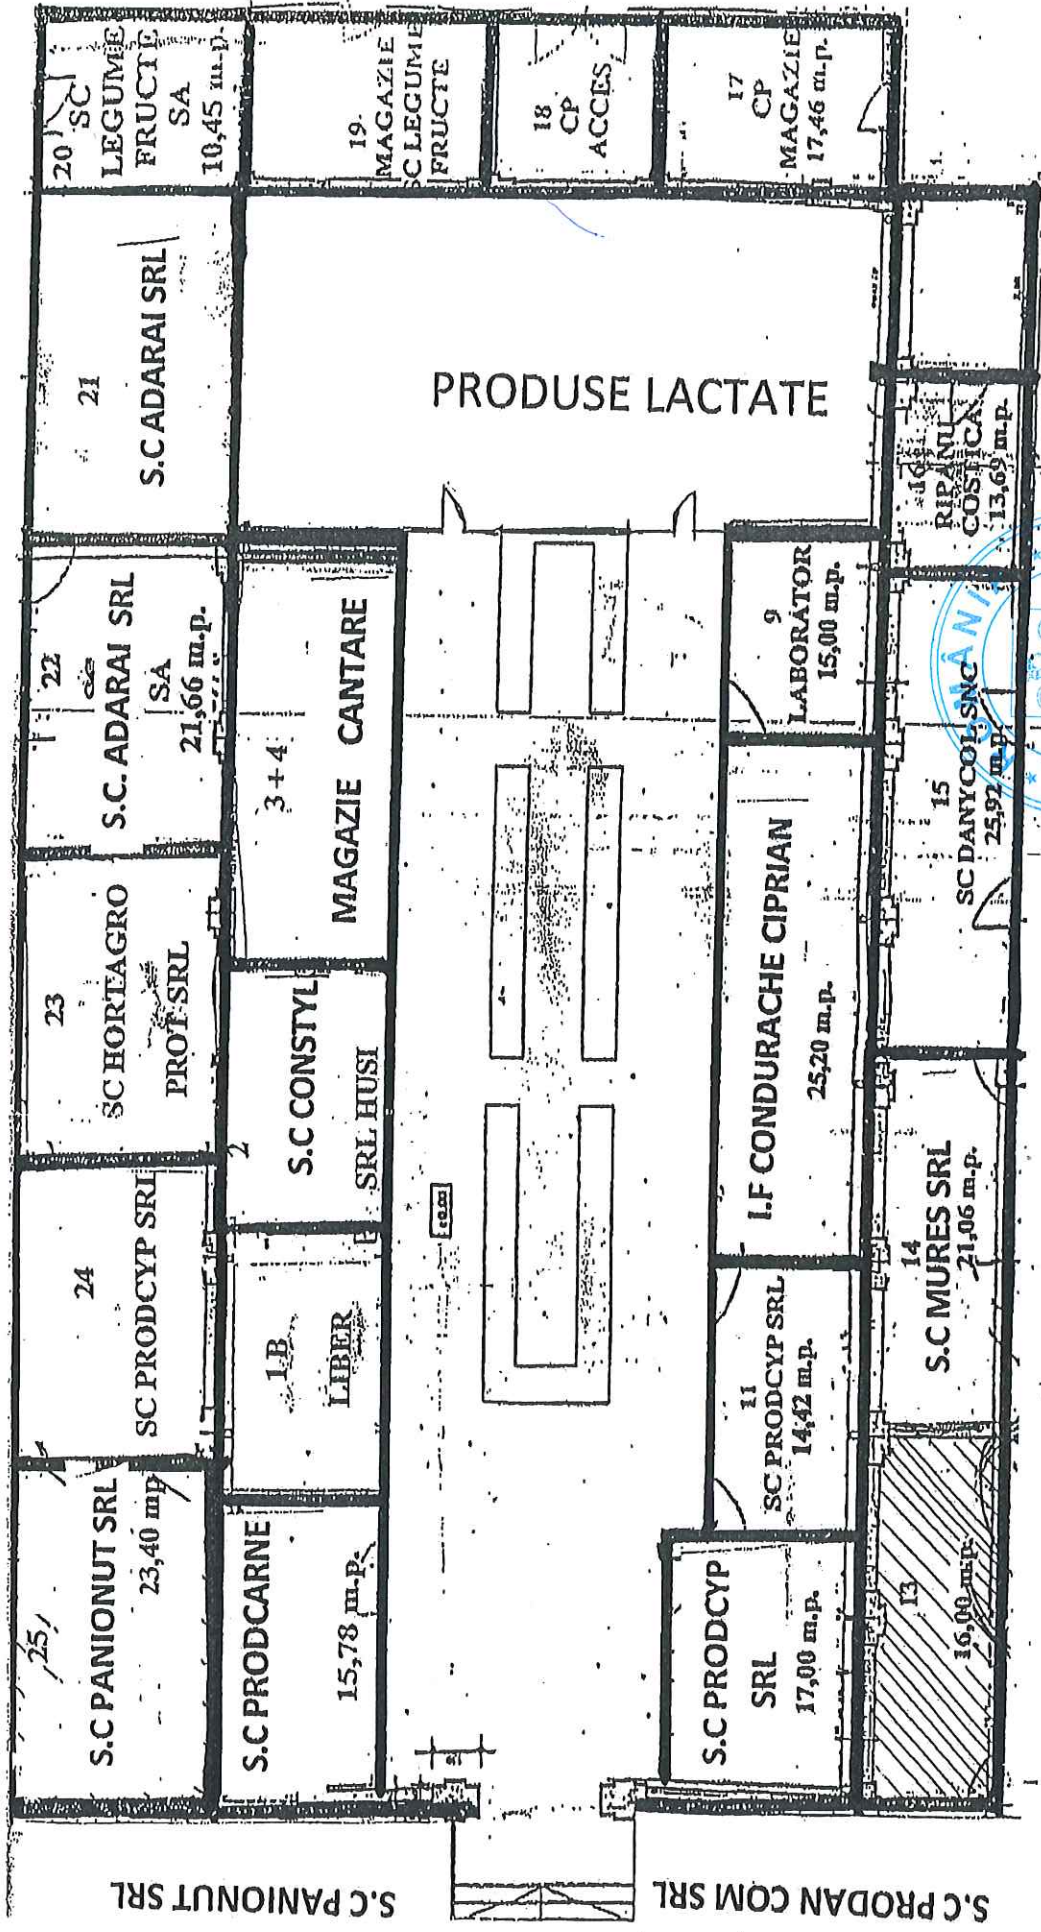 25
S.C PANIONUT SRL
23,40 mp
24
SC PRODCYP SRL
23
SC HORTAGRO
PROT SRL
22
S.C. ADARAI SRL
SA
21,66 m.p.
21
S.C ADARAI SRL
20
SC
LEGUME
FRUCTE
SA
10,45 m.p.
S.C PRODCARNE
15,78 m.p.
1B
LIBER
2
S.C CONSTYL
SRL HUSI
3+4
MAGAZIE CANTARE
19.
MAGAZIE
SC LEGUME
FRUCTE
18
CP
ACCES
17
CP
MAGAZIE
17,46 m.p.
PRODUSE LACTATE
S.C PRODCYP
SRL
17,00 m.p.
11
SC PRODCYP SRL
14,42 m.p.
I.F CONDURACHE CIPRIAN
25,20 m.p.
9
LABORATOR
15,00 m.p.
13
16,00 m.p.
14
S.C MURES SRL
21,06 m.p.
15
SC DANYCOL SNC
25,92 m.p.
16
RIPANU
COSTICA
13,69 m.p.
S.C PANIONUT SRL
S.C PRODAN COM SRL